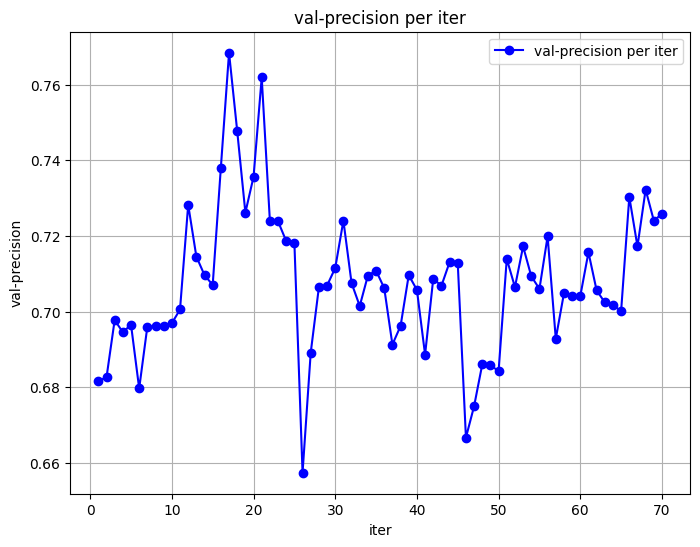 val-precision per iter
val-precision per iter
0.76
0.74
0.72
0.70
0.68
0.66
val-precision
0 10 20 30 40 50 60 70
iter